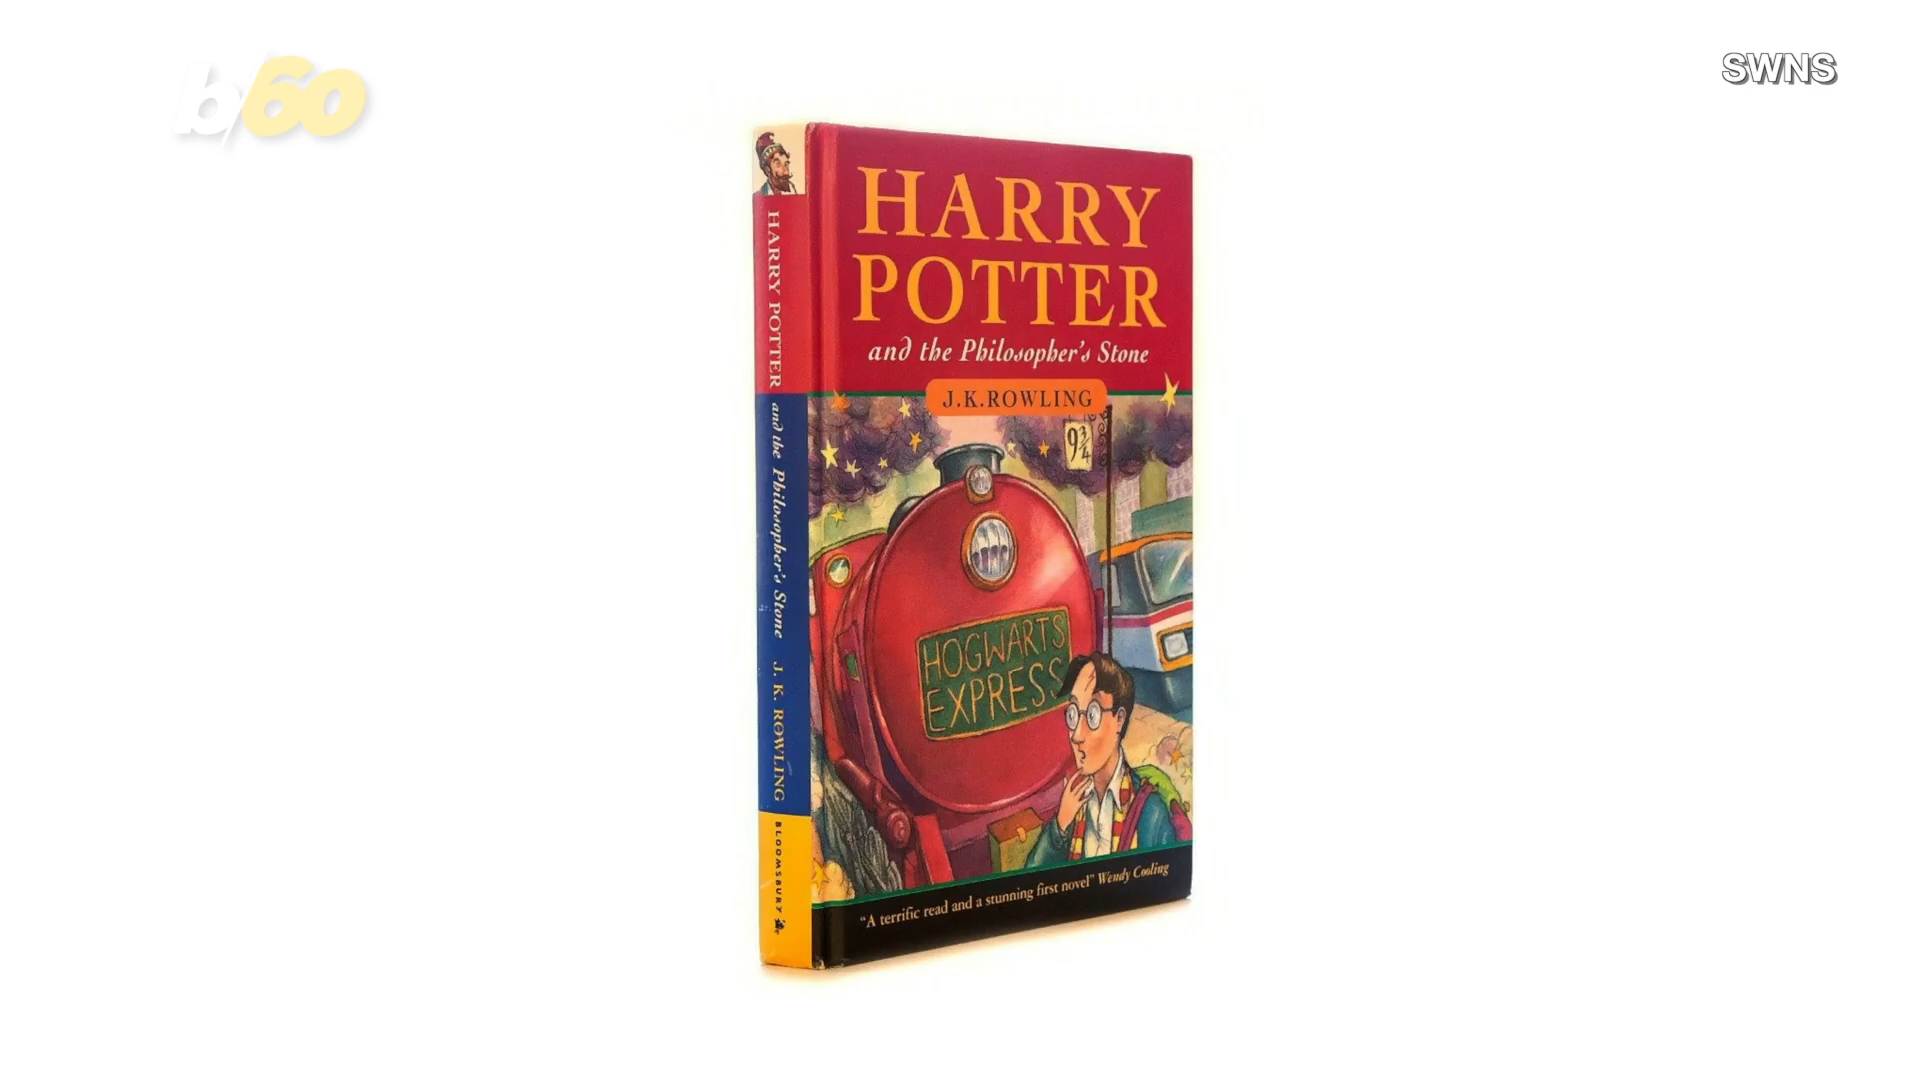 b/60
SWNS
HARRY
POTTER
and the Philosopher's Stone
J.K.ROWLING
9¾
HOGWARTS
EXPRESS
"A terrific read and a stunning first novel" Wendy Cooling
HARRY POTTER and the Philosopher's Stone J. K. ROWLING BLOOMSBURY